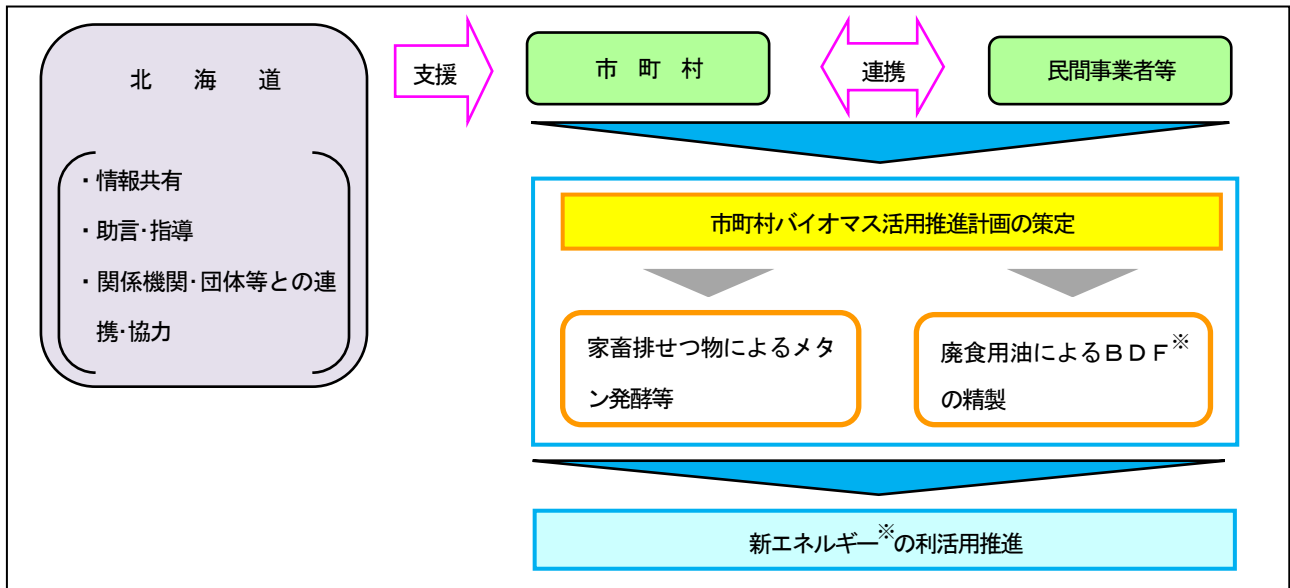 北　海　道
・情報共有
・助言・指導
・関係機関・団体等との連
携・協力
支援
市　町　村
連携
民間事業者等
市町村バイオマス活用推進計画の策定
家畜排せつ物によるメタ
ン発酵等
廃食用油によるＢＤＦ※
の精製
新エネルギー※の利活用推進